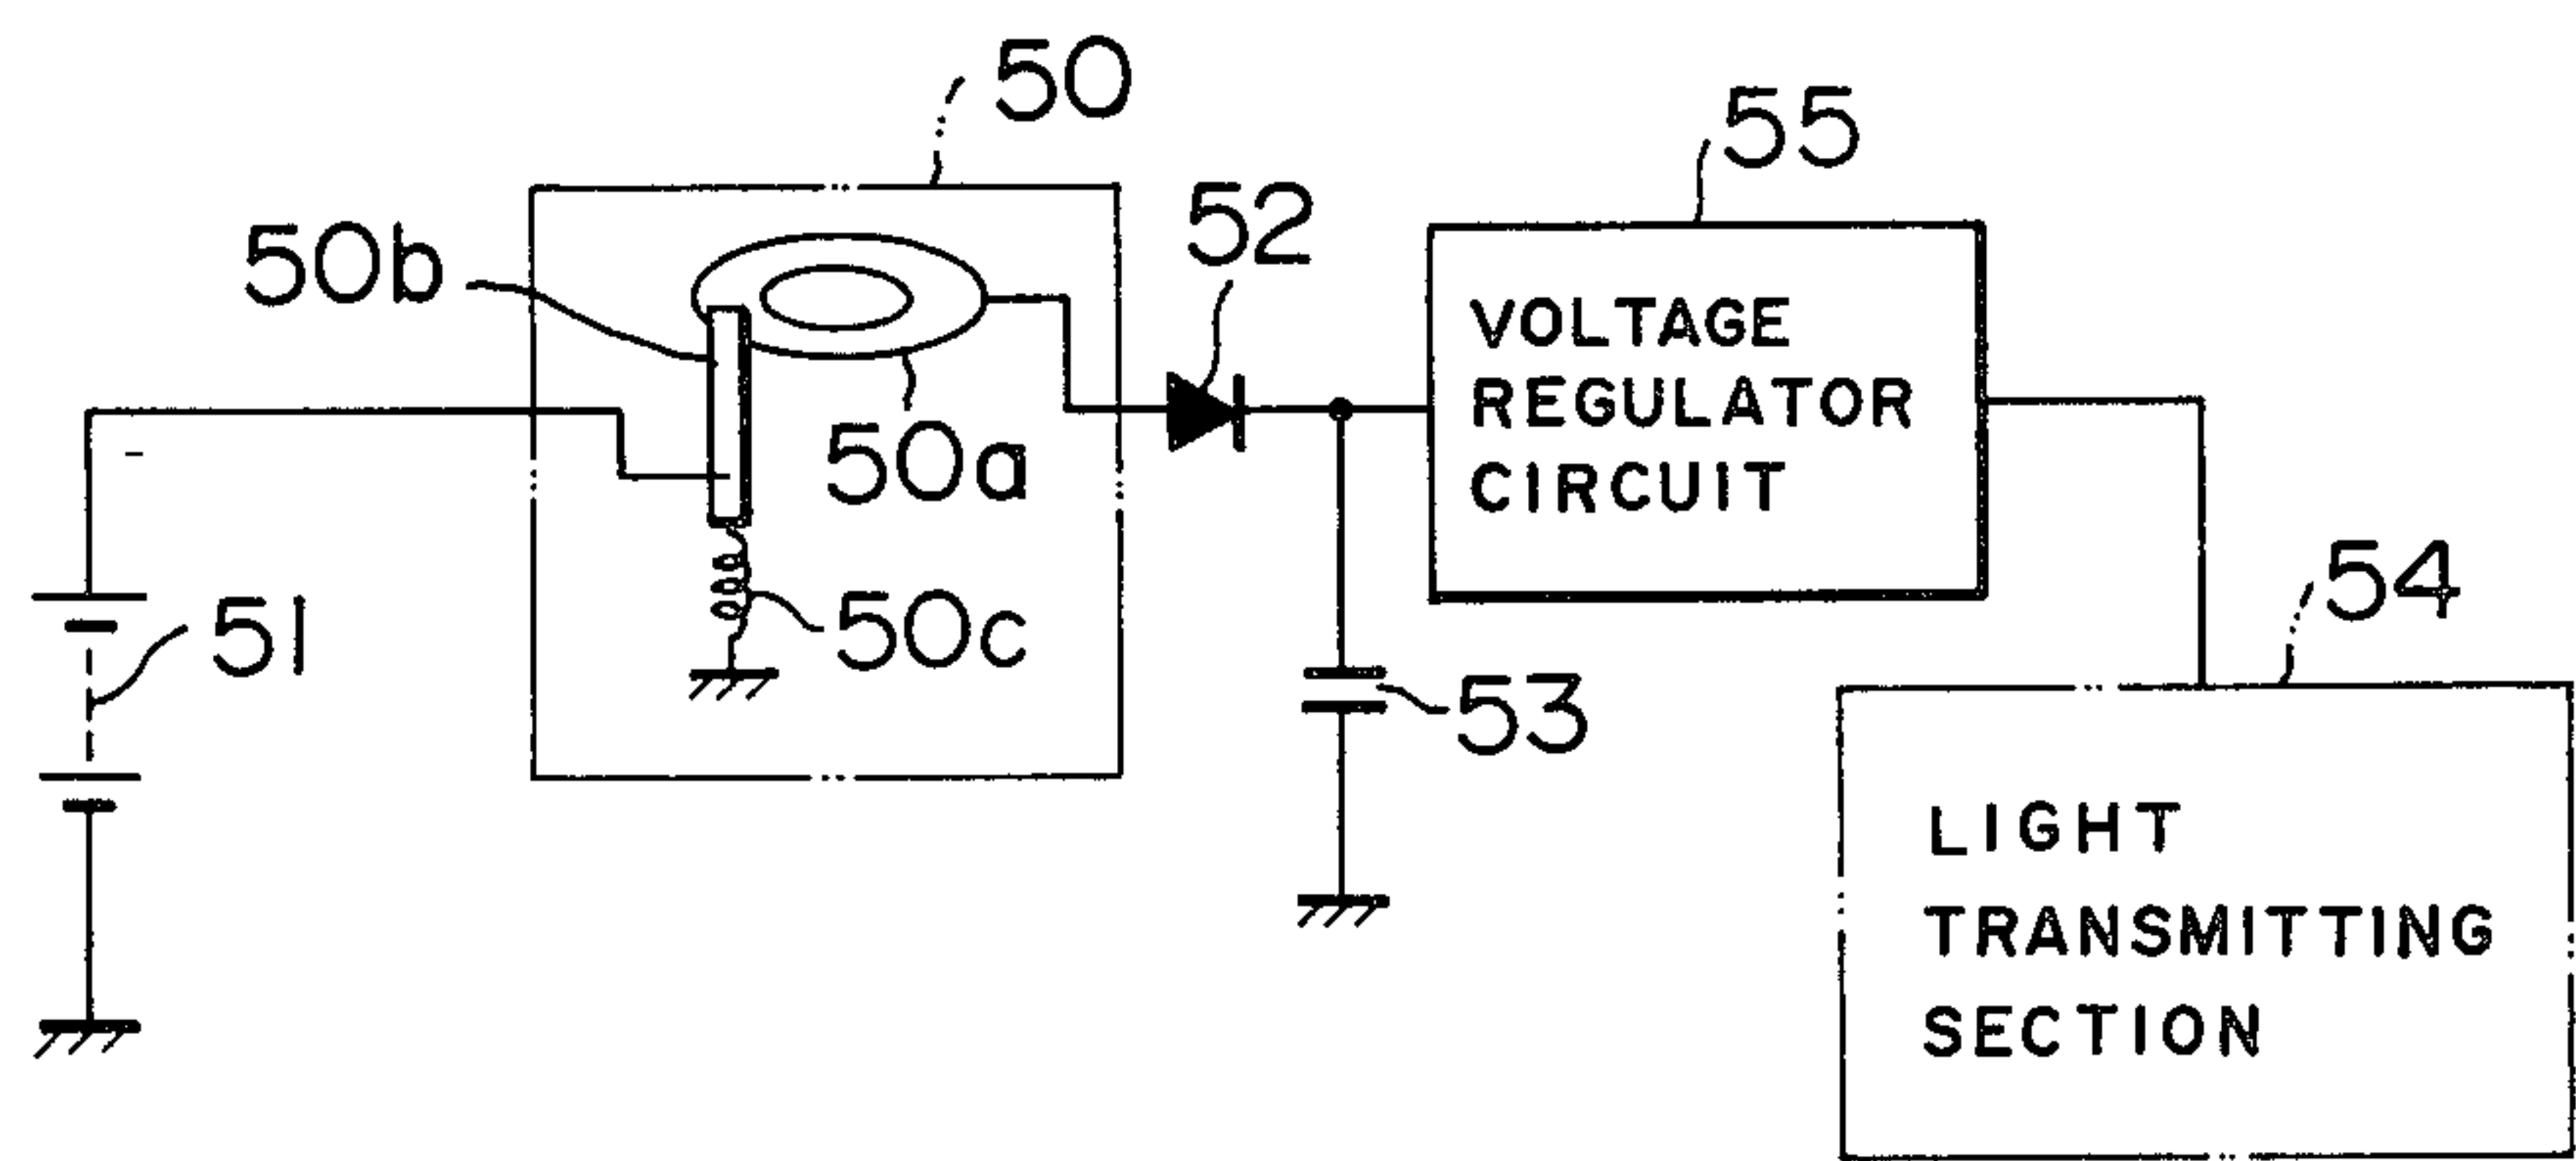 50
55
52
50b
VOLTAGE
REGULATOR
CIRCUIT
50a
54
51
50c
53
LIGHT
TRANSMITTING
SECTION